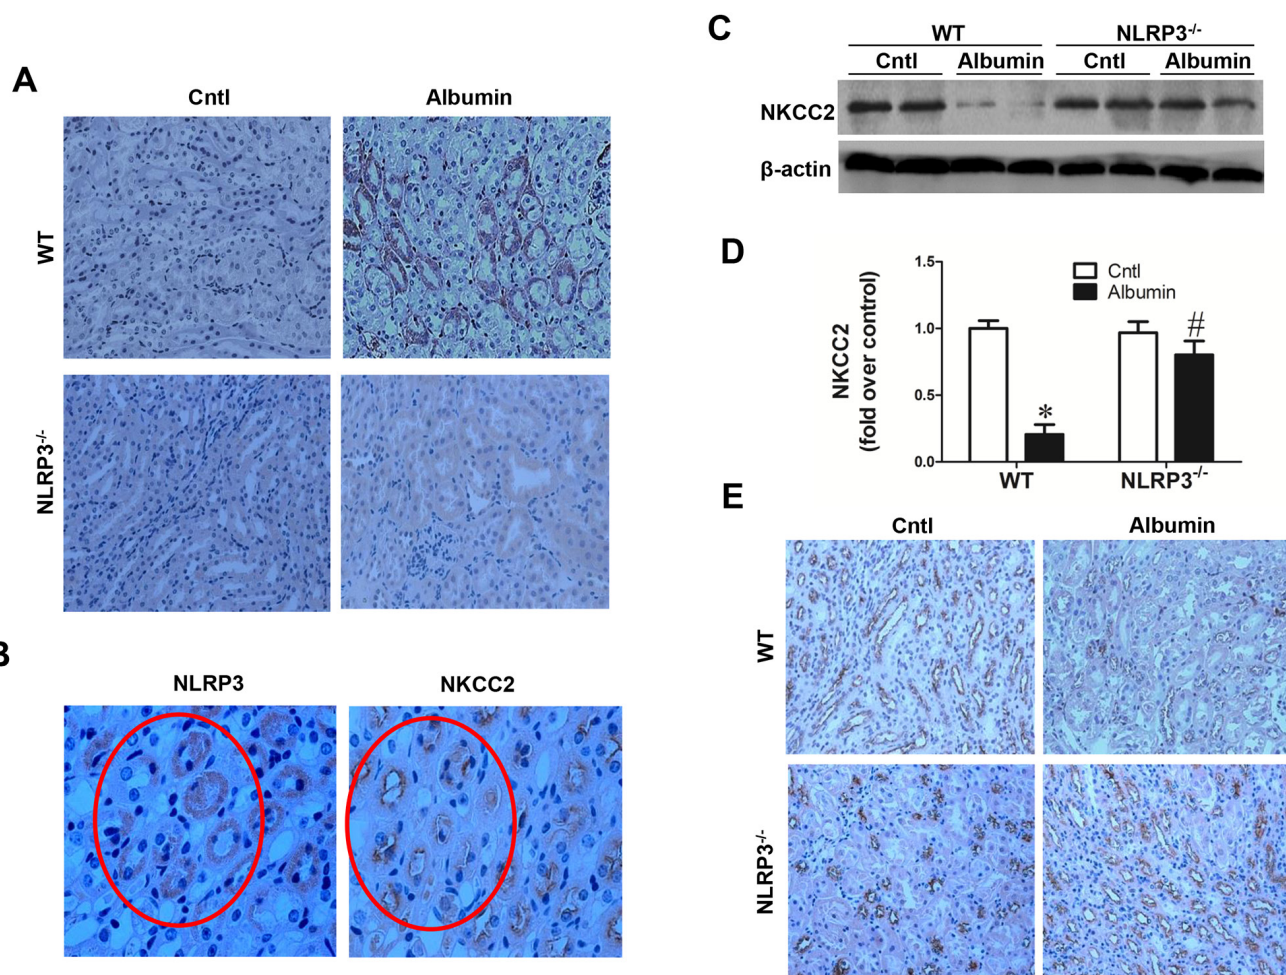 A
Cntl Albumin
WT
NLRP3-/-
B
NLRP3 NKCC2
C
WT NLRP3-/-
Cntl Albumin Cntl Albumin
NKCC2
β-actin
D
NKCC2
(fold over control)
1.5
1.0
0.5
0.0
Cntl
Albumin
*
#
WT NLRP3-/-
E
Cntl Albumin
WT
NLRP3-/-